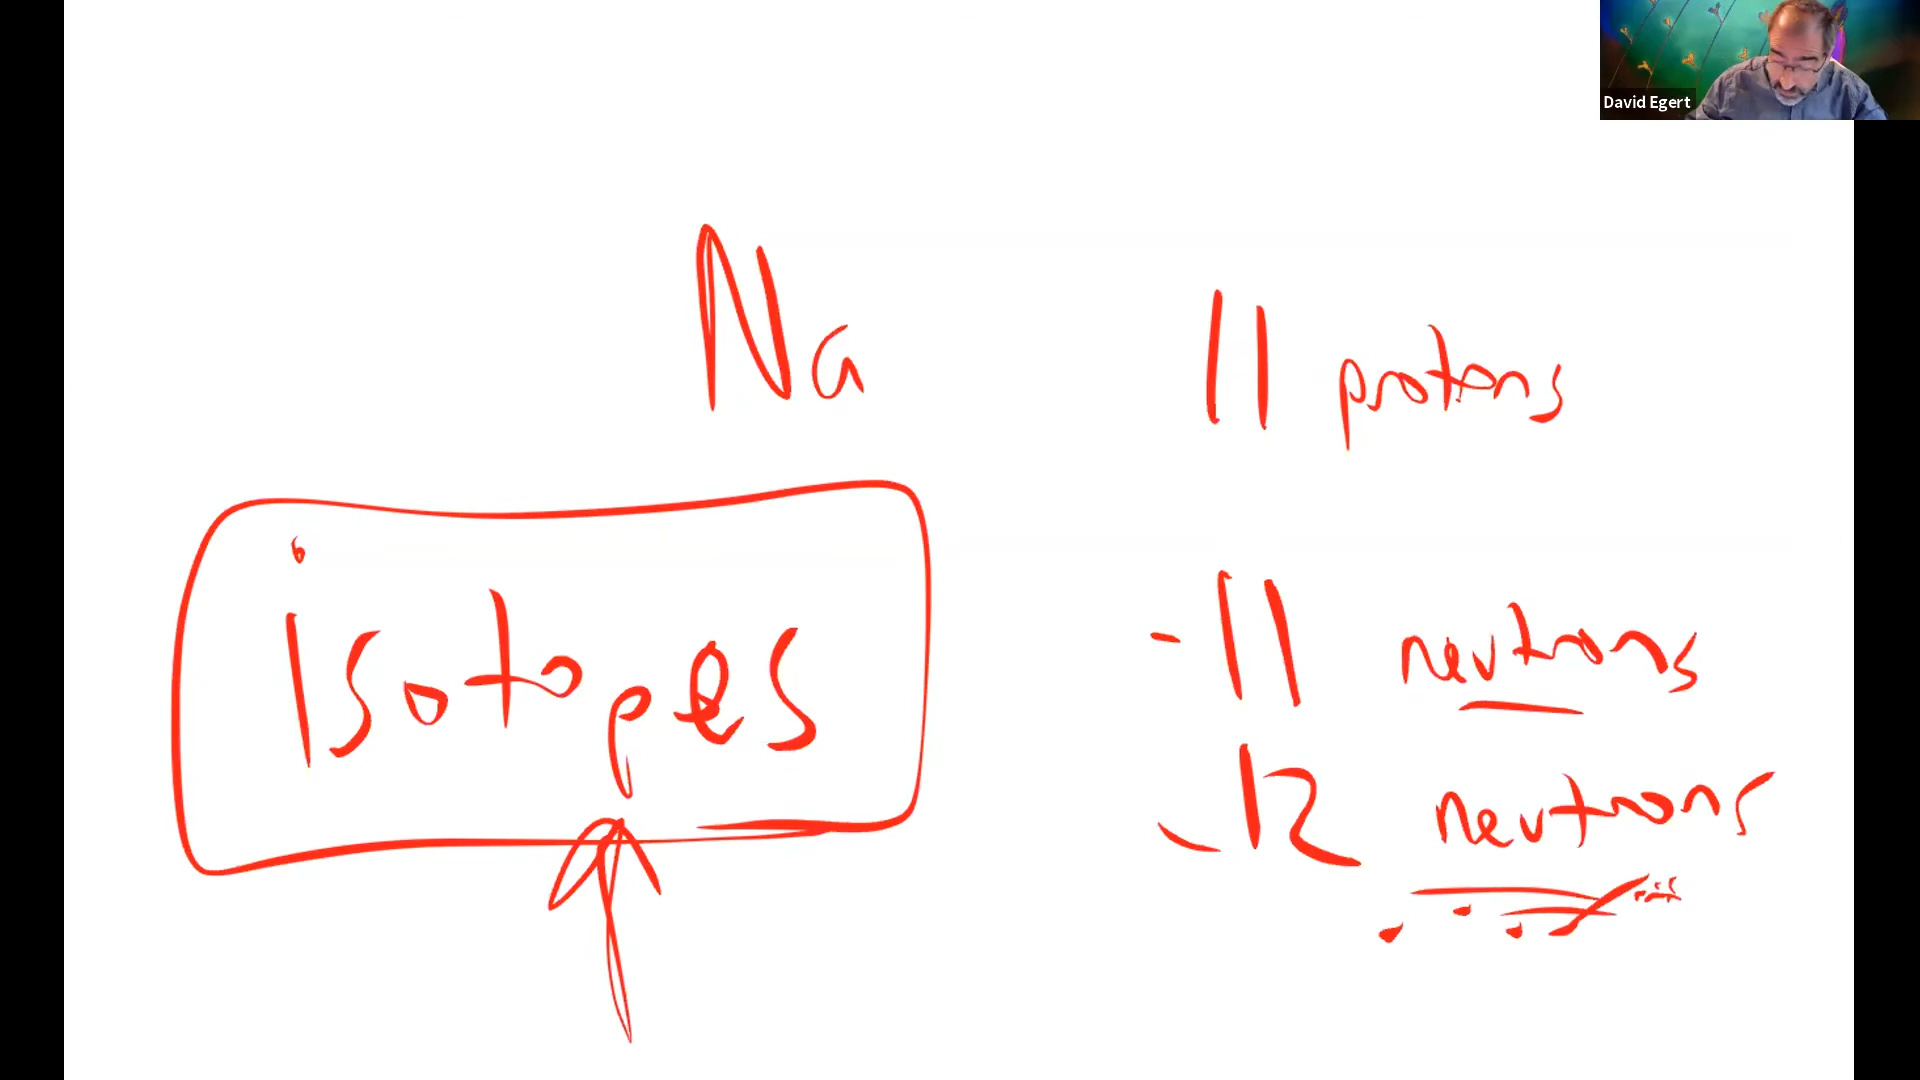 David Egert
Na
11 protons
isotopes
-11 neutrons
-12 neutrons